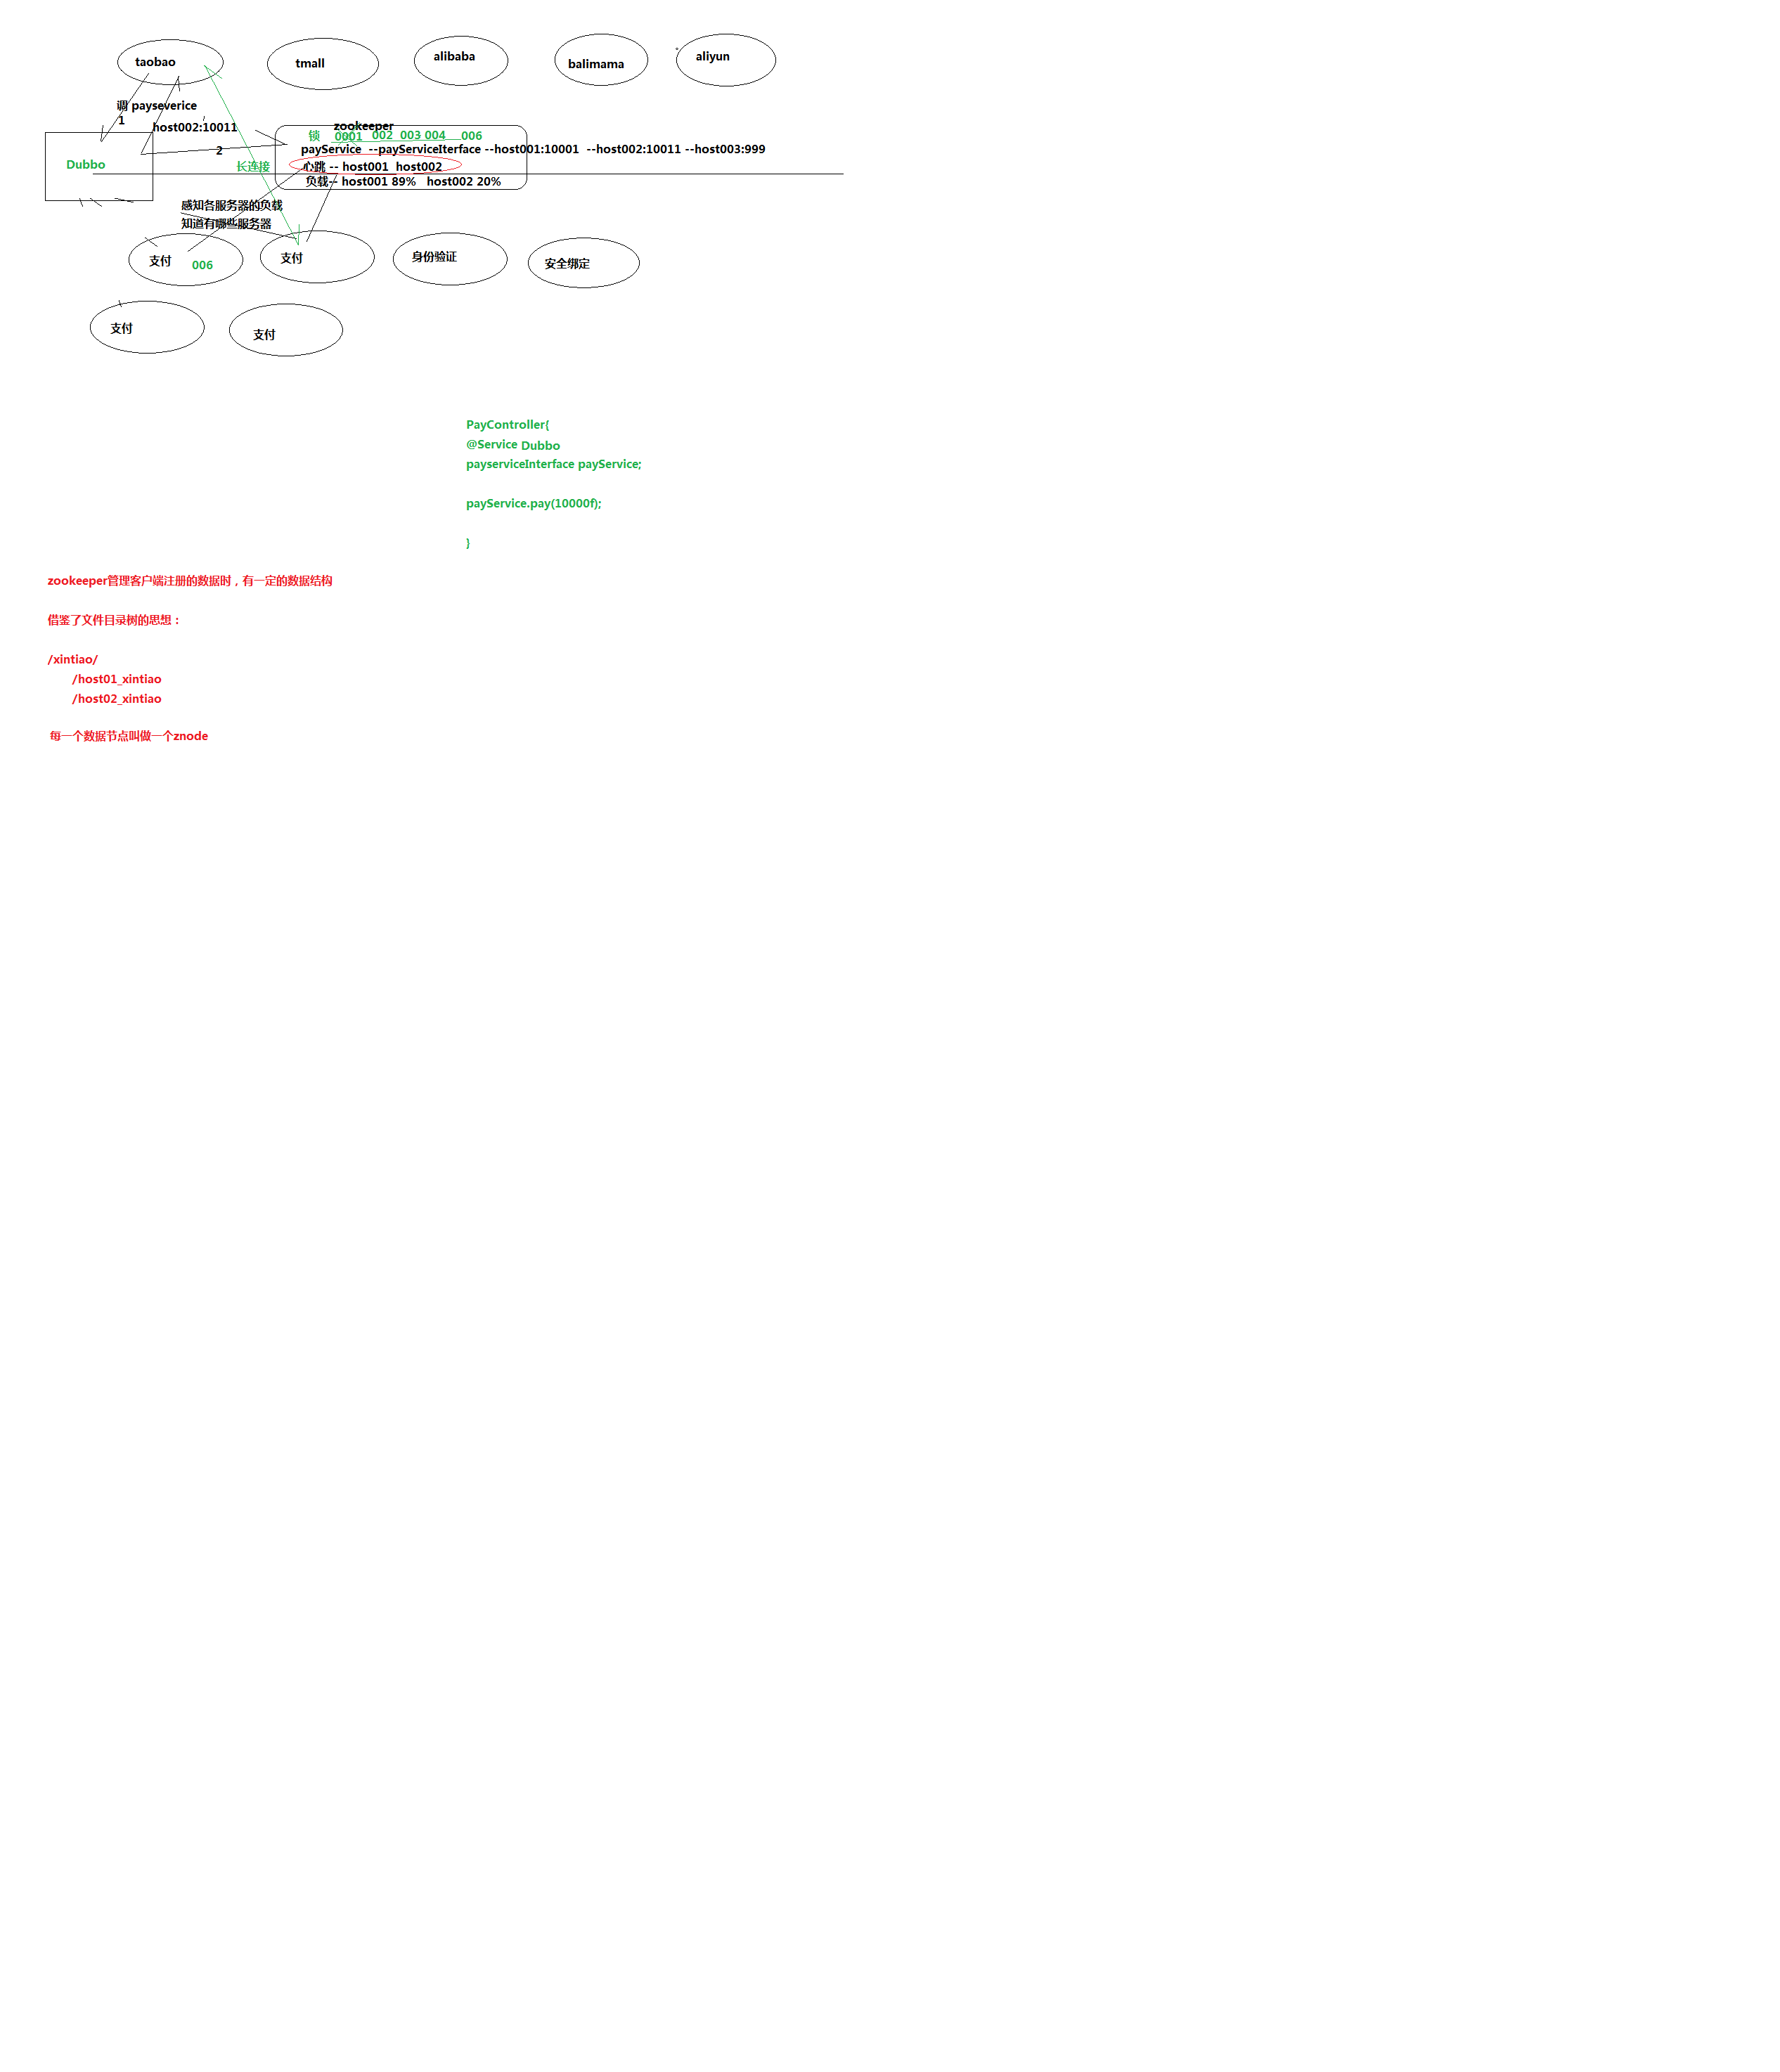 taobao
tmall
alibaba
balimama
aliyun
调 payseverice
1
host002:10011
zookeeper
锁 0001 002 003 004 006
payService --payServiceIterface --host001:10001 --host002:10011 --host003:999
2
Dubbo
长连接
心跳 -- host001 host002
负载-- host001 89% host002 20%
感知各服务器的负载
知道有哪些服务器
支付 006
支付
身份验证
安全绑定
支付
支付
PayController{
@Service Dubbo
payserviceInterface payService;
payService.pay(10000f);
}
zookeeper管理客户端注册的数据时，有一定的数据结构
借鉴了文件目录树的思想：
/xintiao/
/host01_xintiao
/host02_xintiao
每一个数据节点叫做一个znode